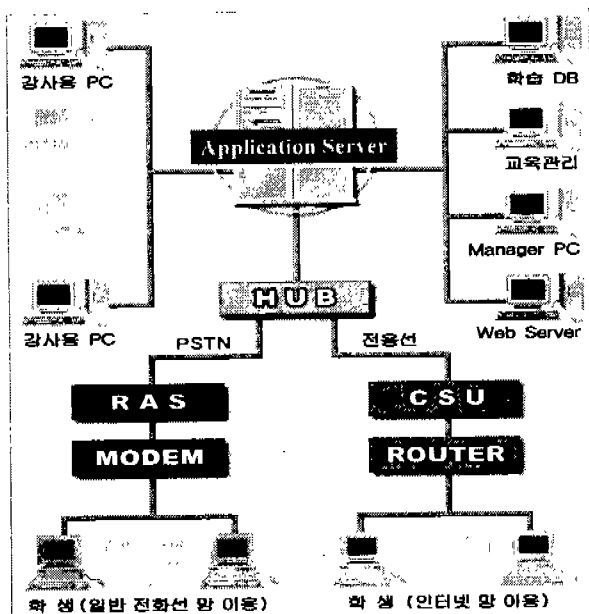 강사용 PC
학습 DB
Application Server
교육관리
Manager PC
강사용 PC
HUB
Web Server
PSTN
전용선
RAS
CSU
MODEM
ROUTER
학 생 (일반 전화선 망 이용)
학 생 (인터넷 망 이용)